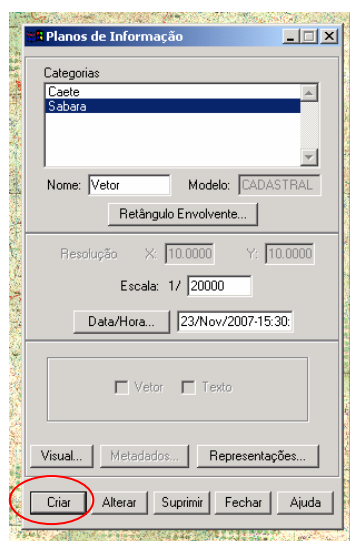 Planos de Informação
Categorias
Caete
Sabara
Nome: Vetor Modelo: CADASTRAL
Retângulo Envolvente...
Resolução X: 10.0000 Y: 10.0000
Escala: 1/ 20000
Data/Hora... 23/Nov/2007-15:30:
Vetor Texto
Visual... Metadados... Representações...
Criar Alterar Suprimir Fechar Ajuda